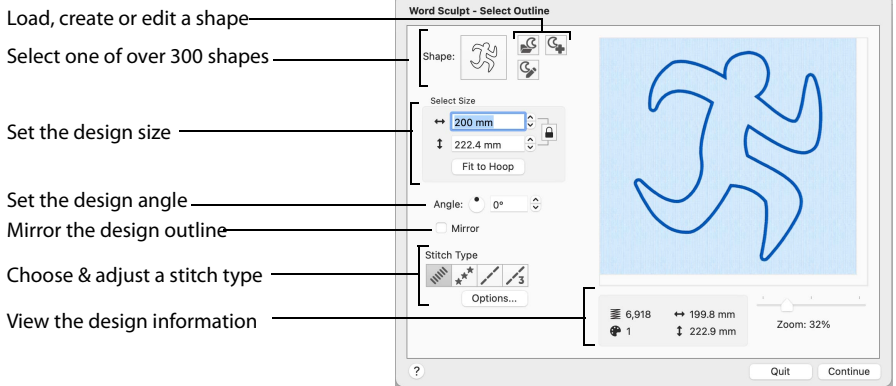 Word Sculpt - Select Outline
Load, create or edit a shape
Select one of over 300 shapes
Shape:
Select Size
200 mm
Set the design size
222.4 mm
Fit to Hoop
Set the design angle
Angle: 0°
Mirror the design outline
Mirror
Stitch Type
Choose & adjust a stitch type
3
Options...
View the design information
6,918 199.8 mm
1 222.9 mm
Zoom: 32%
?
Quit Continue